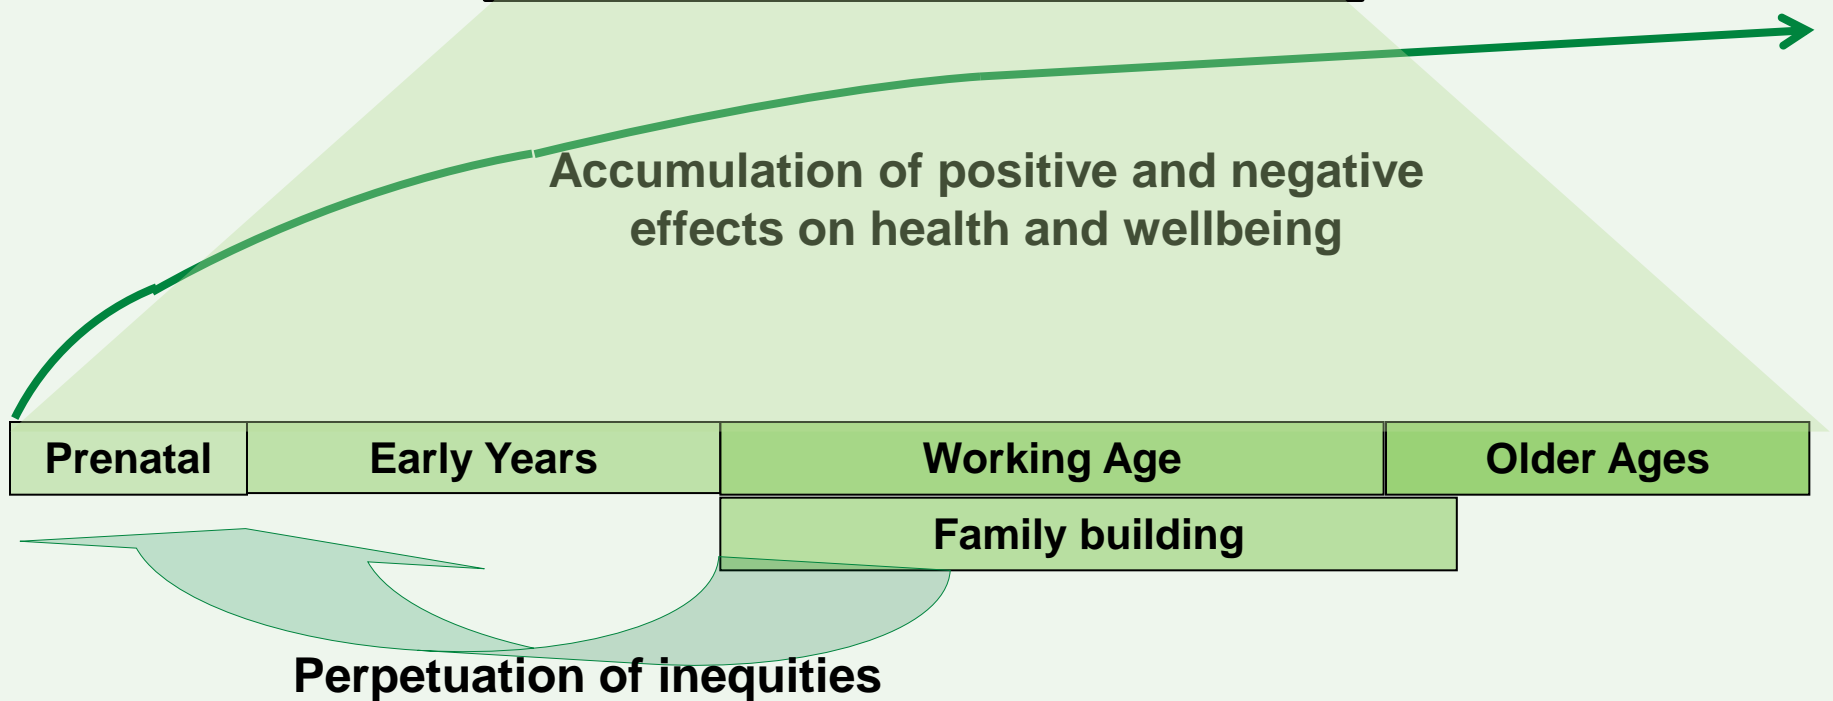 Accumulation of positive and negative
effects on health and wellbeing
Prenatal
Early Years
Working Age
Older Ages
Family building
Perpetuation of inequities